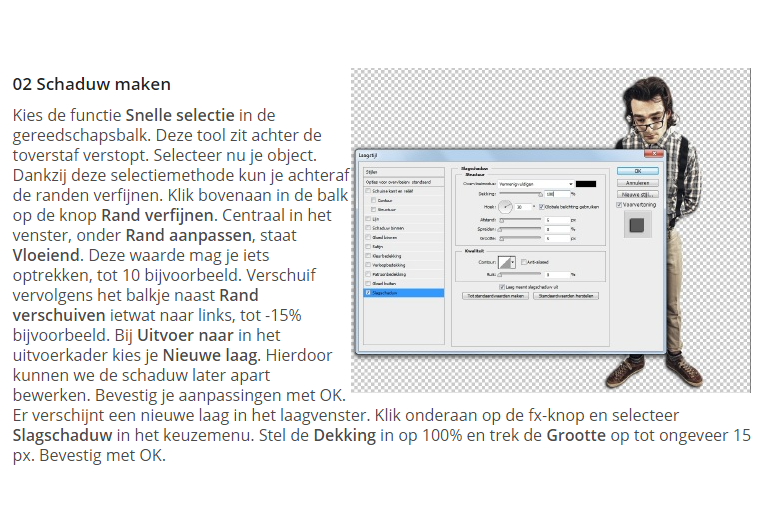 02 Schaduw maken
Kies de functie Snelle selectie in de
gereedschapsbalk. Deze tool zit achter de
toverstaf verstopt. Selecteer nu je object.
Dankzij deze selectiemethode kun je achteraf
de randen verfijnen. Klik bovenaan in de balk
op de knop Rand verfijnen. Centraal in het
venster, onder Rand aanpassen, staat
Vloeiend. Deze waarde mag je iets
optrekken, tot 10 bijvoorbeeld. Verschuif
vervolgens het balkje naast Rand
verschuiven ietwat naar links, tot -15%
bijvoorbeeld. Bij Uitvoer naar in het
uitvoerkader kies je Nieuwe laag. Hierdoor
kunnen we de schaduw later apart
bewerken. Bevestig je aanpassingen met OK.
Er verschijnt een nieuwe laag in het laagvenster. Klik onderaan op de fx-knop en selecteer
Slagschaduw in het keuzemenu. Stel de Dekking in op 100% en trek de Grootte op tot ongeveer 15
px. Bevestig met OK.
Laagstijl
Stijlen
Opties voor overvloeien: standaard
Schuine kant en reliëf
Contour
Structuur
Lijn
Schaduw binnen
Gloed binnen
Satijn
Kleurbedekking
Verloopbedekking
Patroonbedekking
Gloed buiten
Slagschaduw
Slagschaduw
Structuur
Overvloeimodus: Vermenigvuldigen
Dekking: 100 %
Hoek: 30 ° Globale belichting gebruiken
Afstand: 5 px
Spreiden: 0 %
Grootte: 5 px
Kwaliteit
Contour: Anti-aliased
Ruis: 0 %
Laag neemt slagschaduw uit
Tot standaardwaarden maken Standaardwaarden herstellen
OK
Annuleren
Nieuwe stijl...
Voorvertoning